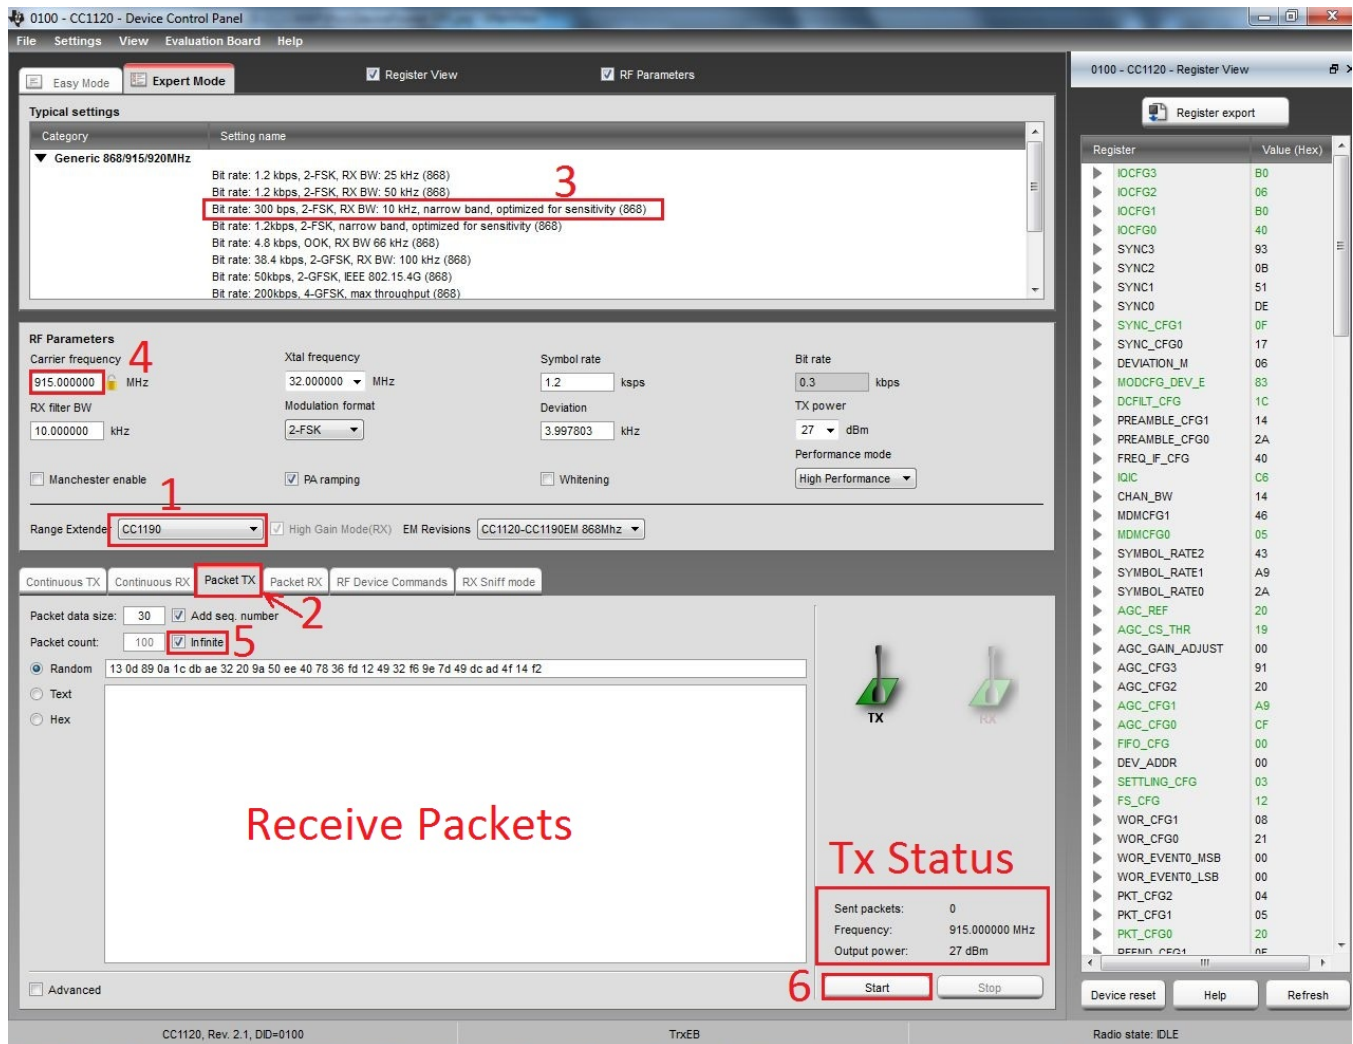 0100 - CC1120 - Device Control Panel
File Settings View Evaluation Board Help
Easy Mode Expert Mode Register View RF Parameters
Typical settings
Category Setting name
Generic 868/915/920MHz
Bit rate: 1.2 kbps, 2-FSK, RX BW: 25 kHz (868)
Bit rate: 1.2 kbps, 2-FSK, RX BW: 50 kHz (868)
3
Bit rate: 300 bps, 2-FSK, RX BW: 10 kHz, narrow band, optimized for sensitivity (868)
Bit rate: 1.2kbps, 2-FSK, narrow band, optimized for sensitivity (868)
Bit rate: 4.8 kbps, OOK, RX BW 66 kHz (868)
Bit rate: 38.4 kbps, 2-GFSK, RX BW: 100 kHz (868)
Bit rate: 50kbps, 2-GFSK, IEEE 802.15.4G (868)
Bit rate: 200kbps, 4-GFSK, max throughput (868)
RF Parameters
Carrier frequency 4 Xtal frequency Symbol rate Bit rate
915.000000 MHz 32.000000 MHz 1.2 ksps 0.3 kbps
RX filter BW Modulation format Deviation TX power
10.000000 kHz 2-FSK 3.997803 kHz 27 dBm
Performance mode
Manchester enable PA ramping Whitening High Performance
1
Range Extender CC1190 High Gain Mode(RX) EM Revisions CC1120-CC1190EM 868Mhz
Continuous TX Continuous RX Packet TX Packet RX RF Device Commands RX Sniff mode
2
Packet data size: 30 Add seq. number
Packet count: 100 Infinite 5
Random 13 0d 89 0a 1c db ae 32 20 9a 50 ee 40 78 36 fd 12 49 32 f6 9e 7d 49 dc ad 4f 14 f2
Text
Hex
TX RX
Receive Packets
Tx Status
Sent packets: 0
Frequency: 915.000000 MHz
Output power: 27 dBm
6 Start Stop
Advanced
CC1120, Rev. 2.1, DID=0100 TrxEB Radio state: IDLE
0100 - CC1120 - Register View
Register export
Register Value (Hex)
IOCFG3 B0
IOCFG2 06
IOCFG1 B0
IOCFG0 40
SYNC3 93
SYNC2 0B
SYNC1 51
SYNC0 DE
SYNC_CFG1 0F
SYNC_CFG0 17
DEVIATION_M 06
MODCFG_DEV_E 83
DCFILT_CFG 1C
PREAMBLE_CFG1 14
PREAMBLE_CFG0 2A
FREQ_IF_CFG 40
IQIC C6
CHAN_BW 14
MDMCFG1 46
MDMCFG0 05
SYMBOL_RATE2 43
SYMBOL_RATE1 A9
SYMBOL_RATE0 2A
AGC_REF 20
AGC_CS_THR 19
AGC_GAIN_ADJUST 00
AGC_CFG3 91
AGC_CFG2 20
AGC_CFG1 A9
AGC_CFG0 CF
FIFO_CFG 00
DEV_ADDR 00
SETTLING_CFG 03
FS_CFG 12
WOR_CFG1 08
WOR_CFG0 21
WOR_EVENT0_MSB 00
WOR_EVENT0_LSB 00
PKT_CFG2 04
PKT_CFG1 05
PKT_CFG0 20
RFEND_CFG1 0F
Device reset Help Refresh